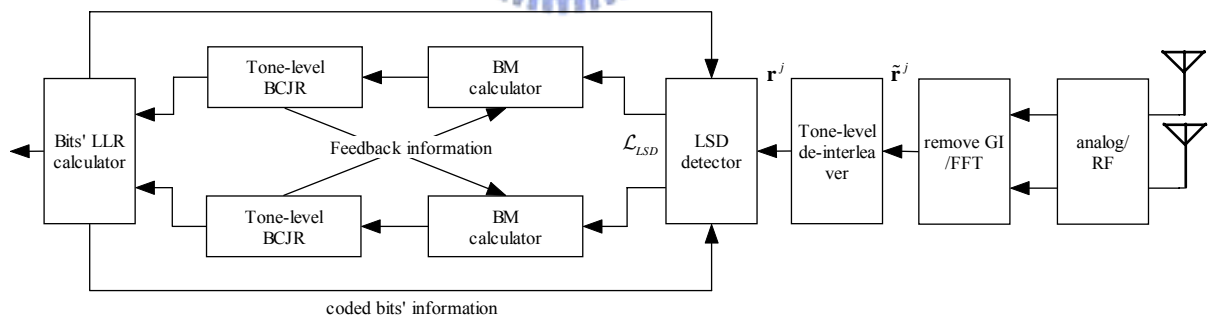 Tone-level
BCJR
BM
calculator
Bits' LLR
calculator
Feedback information
ℒ_LSD
LSD
detector
r^j
Tone-level
de-interlea
ver
r̃^j
remove GI
/FFT
analog/
RF
Tone-level
BCJR
BM
calculator
coded bits' information